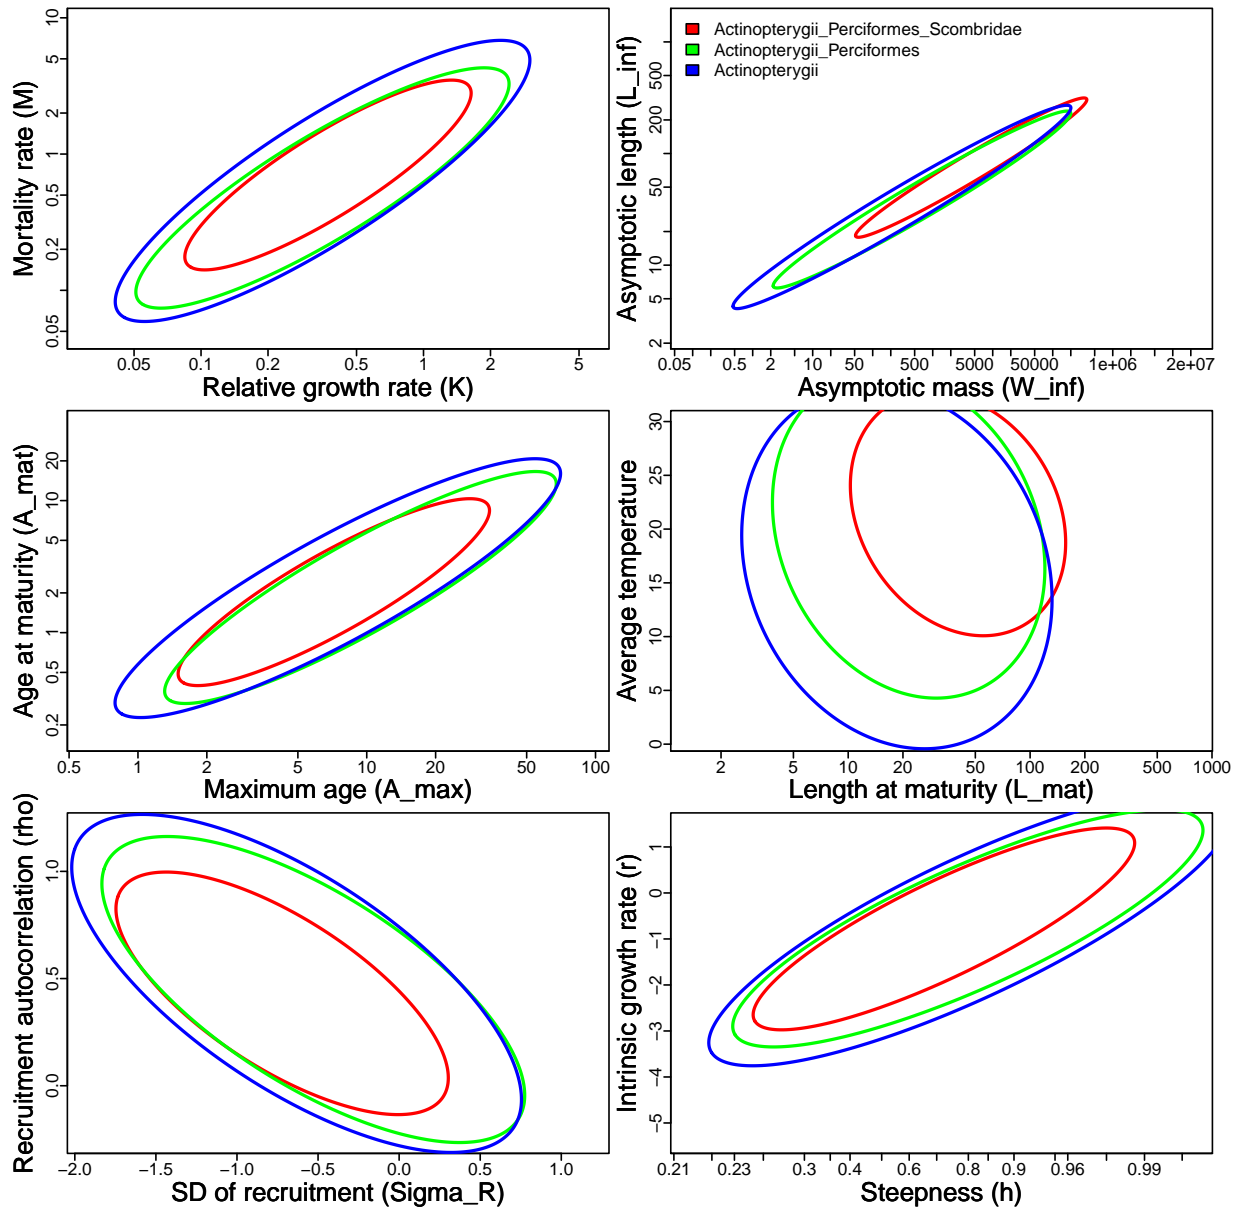 Mortality rate (M)
10
5
2
1
0.5
0.2
0.05
0.05 0.1 0.2 0.5 1 2 5
Relative growth rate (K)
Actinopterygii_Perciformes_Scombridae
Actinopterygii_Perciformes
Actinopterygii
Asymptotic length (L_inf)
500
200
50
10
5
2
0.05 0.5 2 10 50 500 5000 50000 1e+06 2e+07
Asymptotic mass (W_inf)
Age at maturity (A_mat)
20
10
5
2
1
0.5
0.2
0.5 1 2 5 10 20 50 100
Maximum age (A_max)
Average temperature
30
25
20
15
10
5
0
2 5 10 20 50 100 200 500 1000
Length at maturity (L_mat)
Recruitment autocorrelation (rho)
1.0
0.5
0.0
−2.0 −1.5 −1.0 −0.5 0.0 0.5 1.0
SD of recruitment (Sigma_R)
Intrinsic growth rate (r)
1
0
−1
−2
−3
−4
−5
0.21 0.23 0.3 0.4 0.6 0.8 0.9 0.96 0.99
Steepness (h)